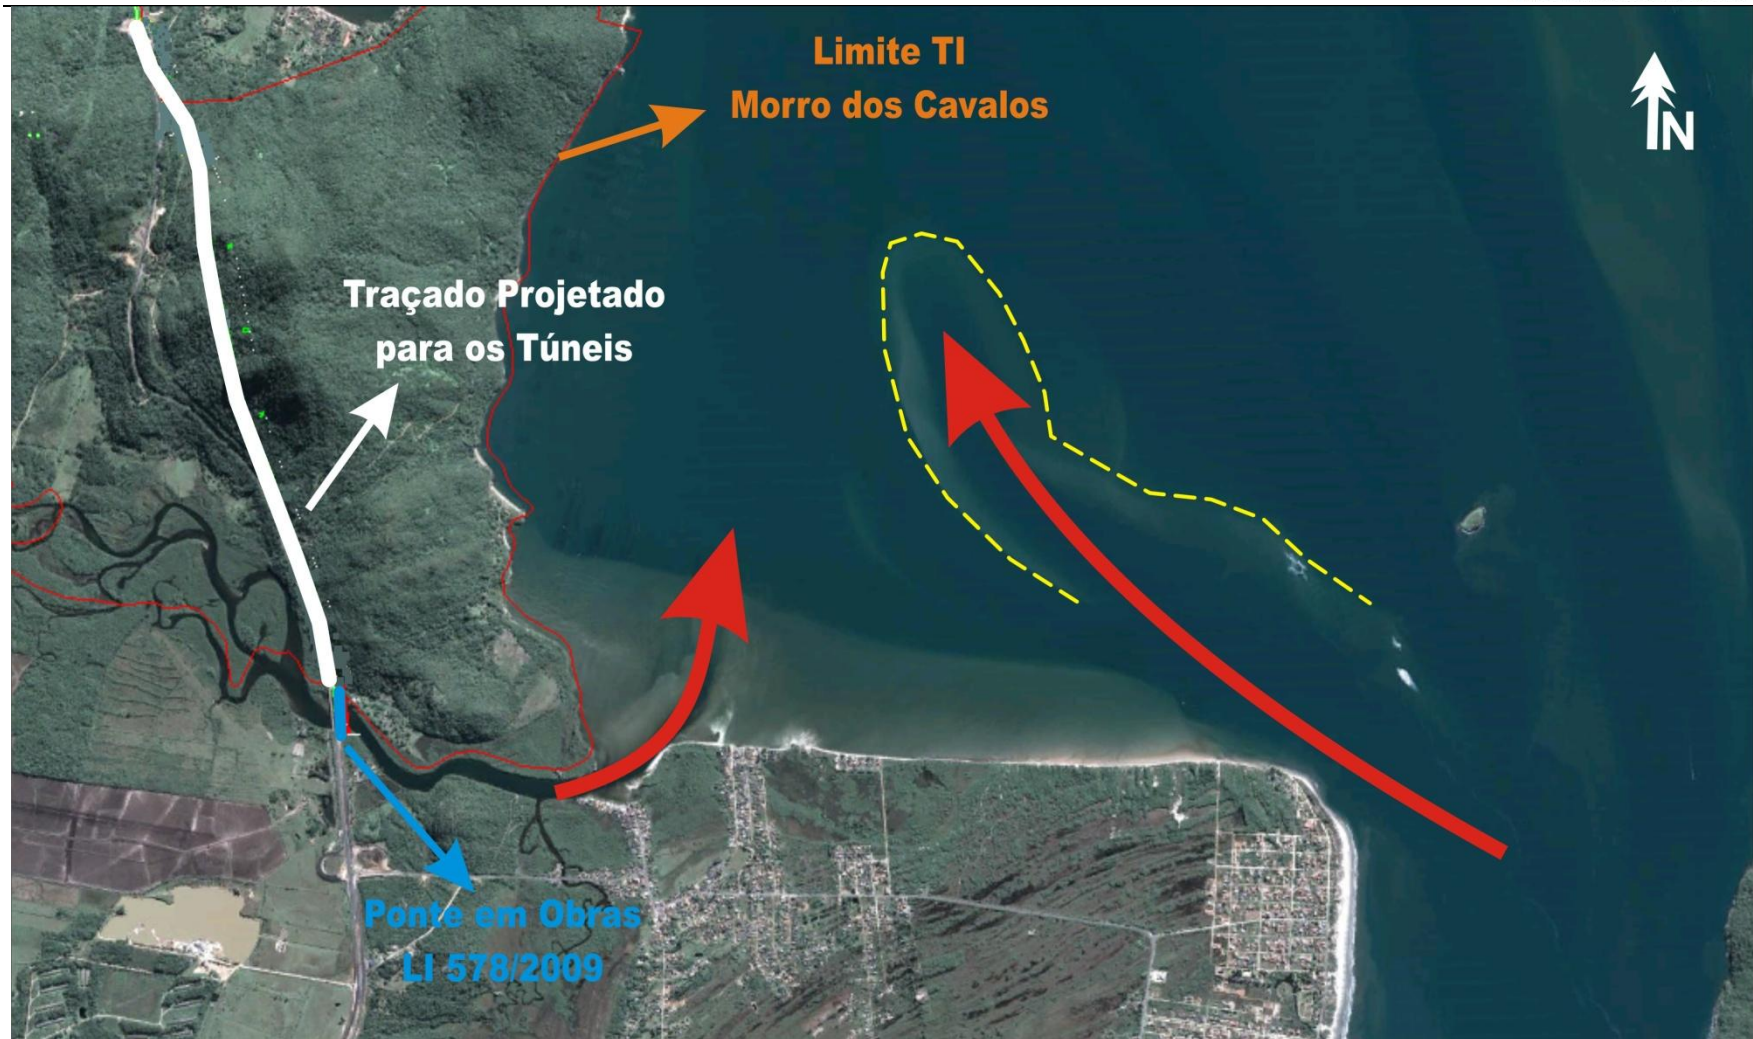 Limite TI
Morro dos Cavalos
N
Traçado Projetado
para os Túneis
Ponte em Obras
LI 578/2009